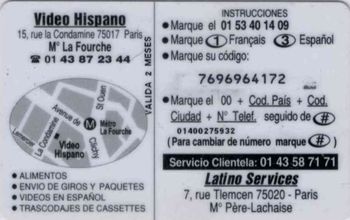 Video Hispano
15, rue la Condamine 75017 Paris
M° La Fourche
☎ 01 43 87 23 44
VALIDA 2 MESES
Avenue de
St Ouen
M Métro
La Fourche
Lemercier
La Condamine
Video
Hispano
Clichy
• ALIMENTOS
• ENVIO DE GIROS Y PAQUETES
• VIDEOS EN ESPAÑOL
• TRASCODAJES DE CASSETTES
INSTRUCCIONES
• Marque el 01 53 40 14 09
• Marque 1 Français 3 Español
• Marque su código:
7696964172
• Marque el 00 + Cod. País + Cod.
Ciudad + N° Telef. seguido de #
01400275932
(Para cambiar de número marque #)
Servicio Clientela: 01 43 58 71 71
Latino Services
7, rue Tlemcen 75020 - Paris
M° Père-Lachaise